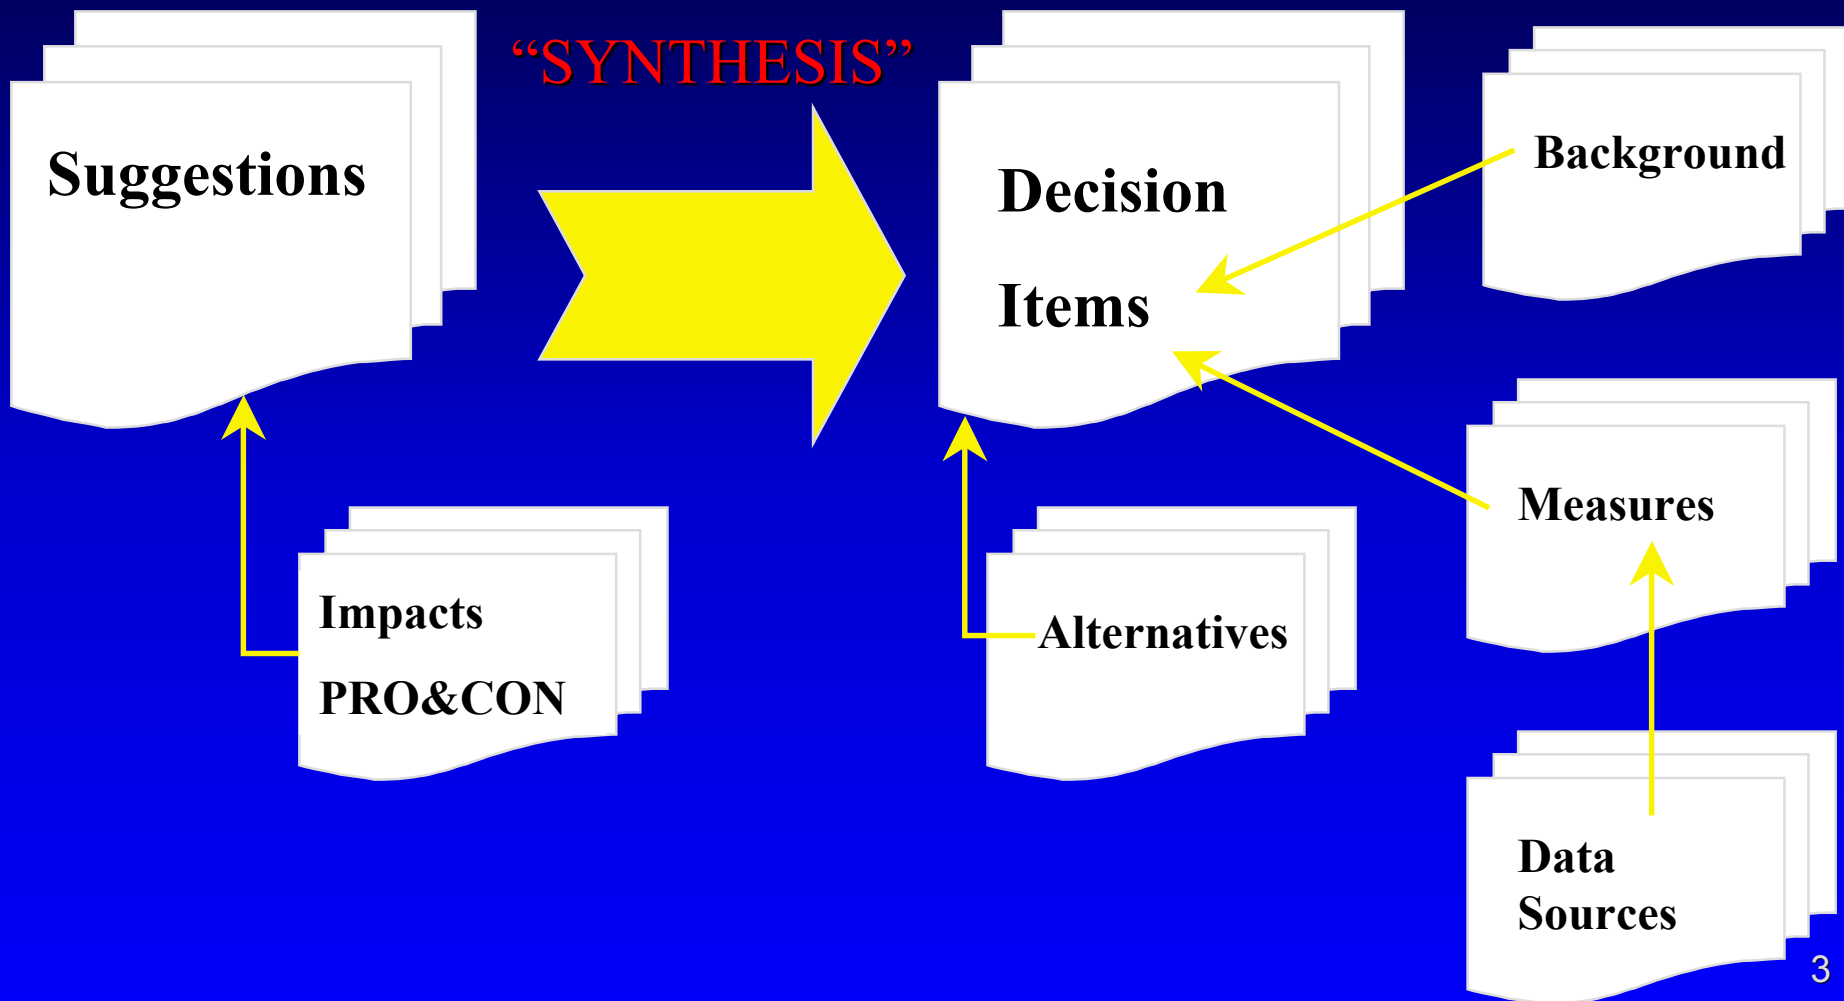 “SYNTHESIS”
Suggestions
Decision
Items
Background
Impacts
PRO&CON
Alternatives
Measures
Data
Sources
3